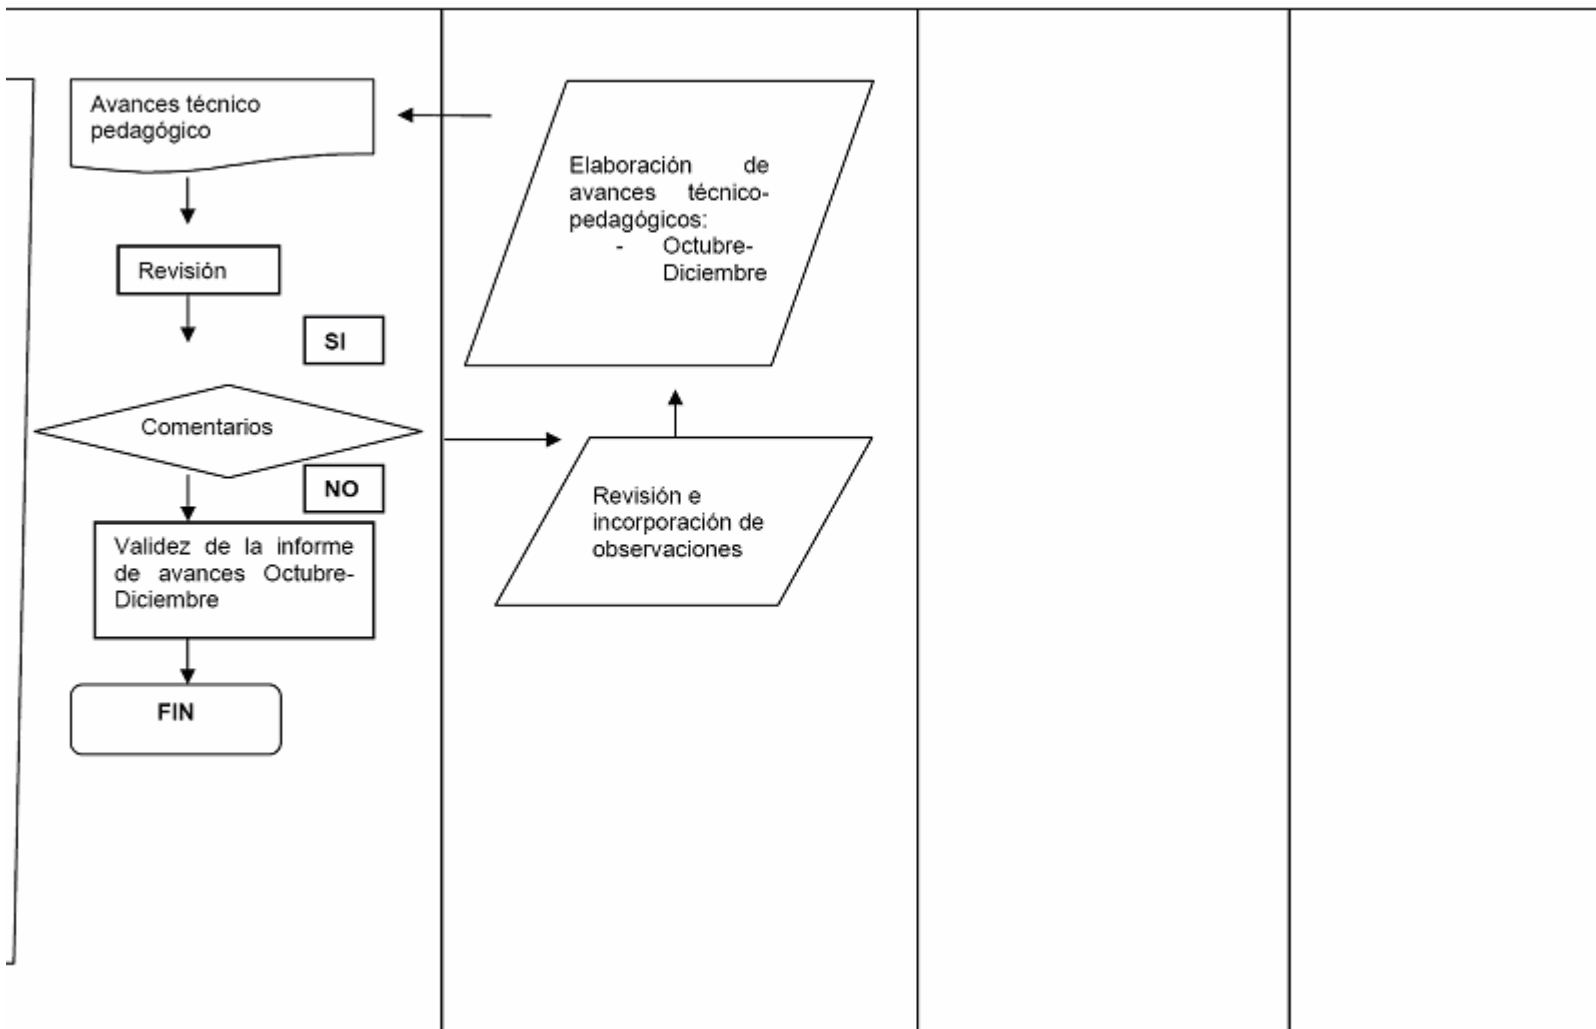 Avances técnico
pedagógico
Revisión
SI
Comentarios
NO
Validez de la informe
de avances Octubre-
Diciembre
FIN
Elaboración de
avances técnico-
pedagógicos:
- Octubre-
Diciembre
Revisión e
incorporación de
observaciones